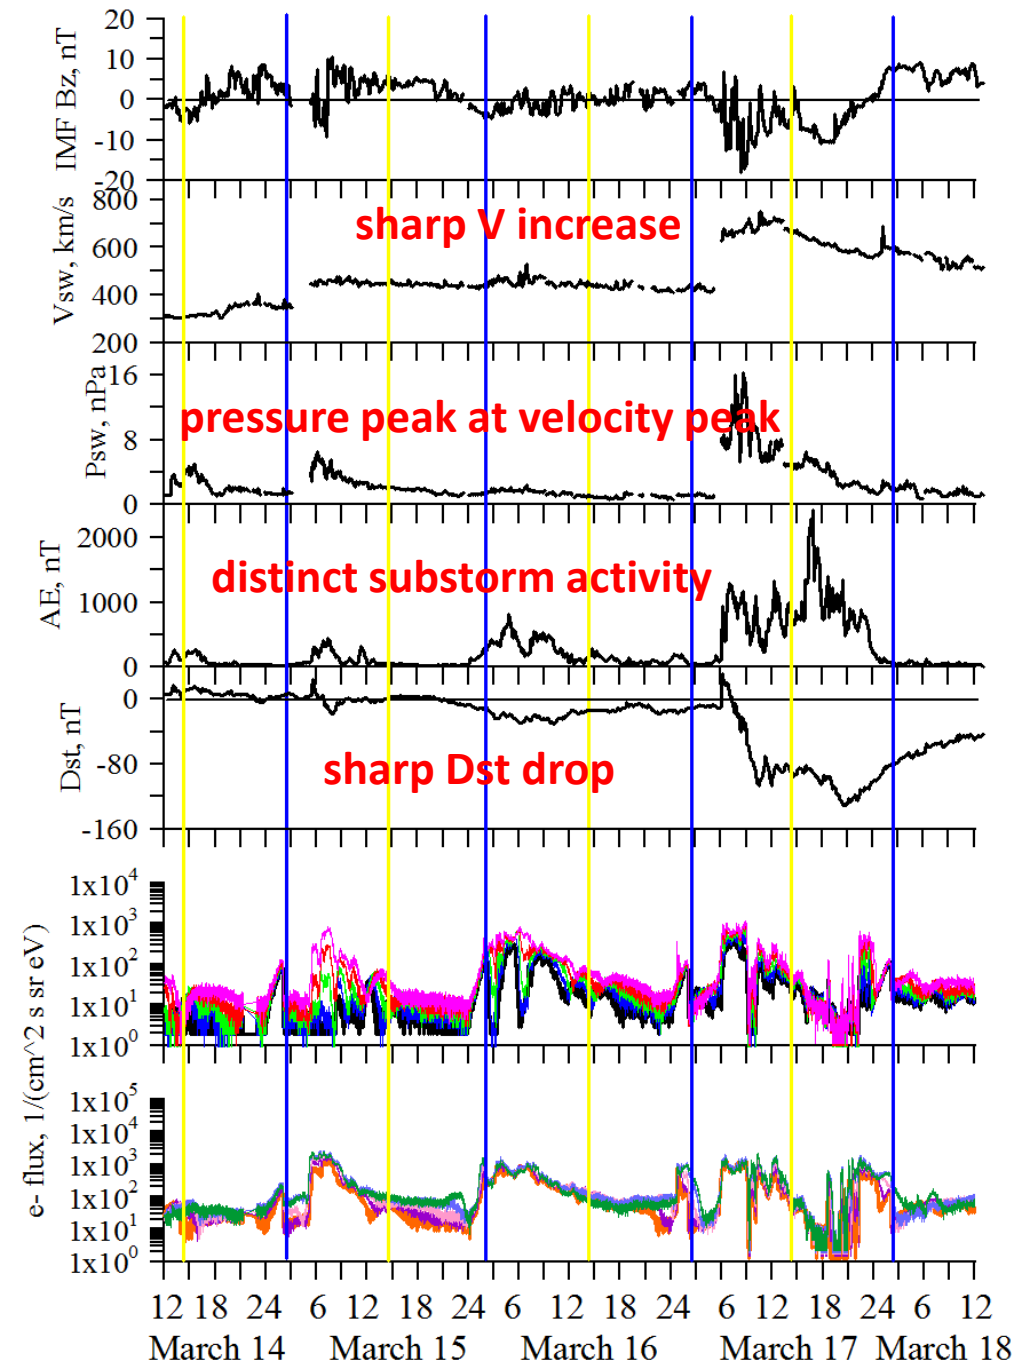 20
10
0
-10
-20
IMF Bz, nT
800
600
400
200
Vsw, km/s
sharp V increase
16
8
0
Psw, nPa
pressure peak at velocity peak
2000
1000
0
AE, nT
distinct substorm activity
0
-80
-160
Dst, nT
sharp Dst drop
1x10^4
1x10^3
1x10^2
1x10^1
1x10^0
1x10^5
1x10^4
1x10^3
1x10^2
1x10^1
1x10^0
e- flux, 1/(cm^2 s sr eV)
12 18 24 6 12 18 24 6 12 18 24 6 12 18 24 6 12
March 14 March 15 March 16 March 17 March 18